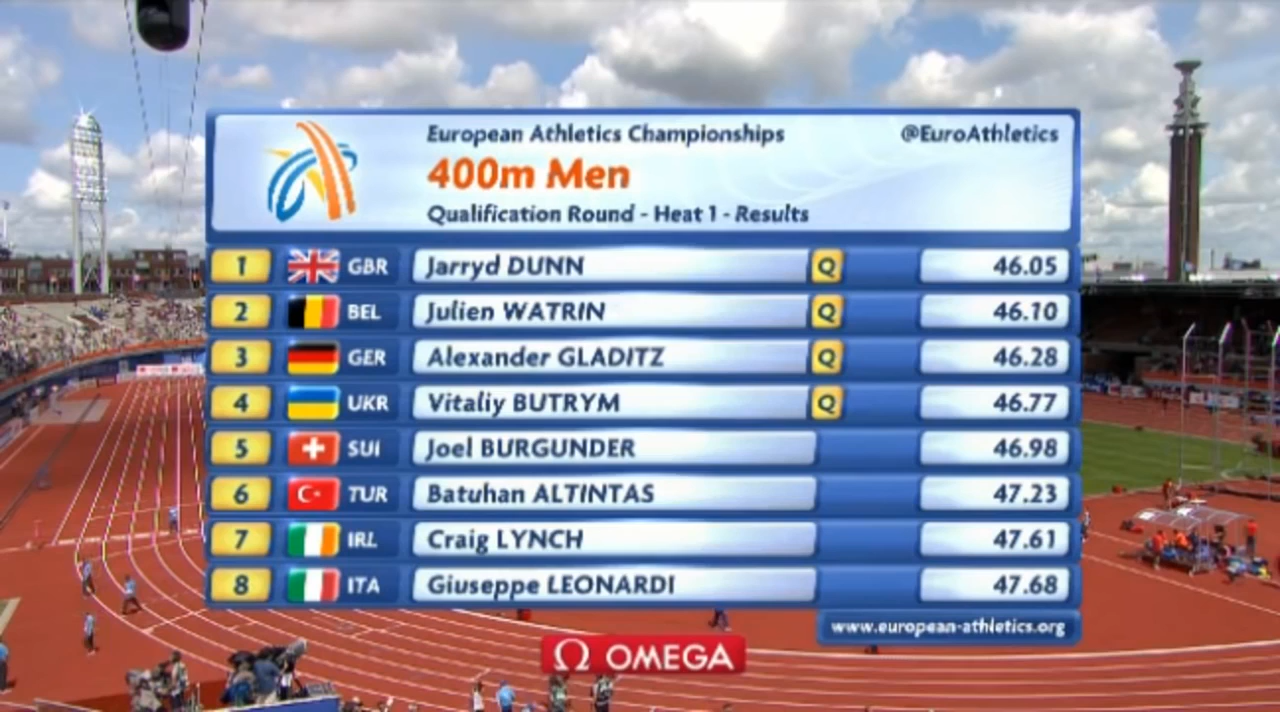 European Athletics Championships @EuroAthletics
400m Men
Qualification Round - Heat 1 - Results
1 GBR Jarryd DUNN Q 46.05
2 BEL Julien WATRIN Q 46.10
3 GER Alexander GLADITZ Q 46.28
4 UKR Vitaliy BUTRYM Q 46.77
5 SUI Joel BURGUNDER 46.98
6 TUR Batuhan ALTINTAS 47.23
7 IRL Craig LYNCH 47.61
8 ITA Giuseppe LEONARDI 47.68
www.european-athletics.org
Ω OMEGA